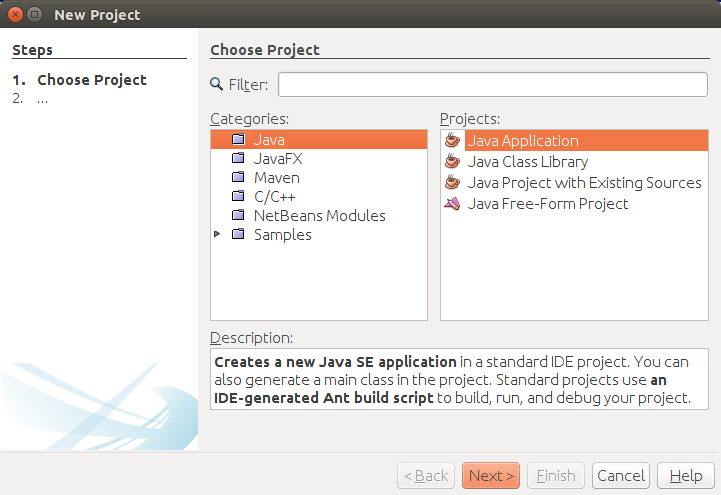 New Project
Steps
1. Choose Project
2. ...
Choose Project
Filter:
Categories:
Java
JavaFX
Maven
C/C++
NetBeans Modules
Samples
Projects:
Java Application
Java Class Library
Java Project with Existing Sources
Java Free-Form Project
Description:
Creates a new Java SE application in a standard IDE project. You can
also generate a main class in the project. Standard projects use an
IDE-generated Ant build script to build, run, and debug your project.
< Back
Next >
Finish
Cancel
Help